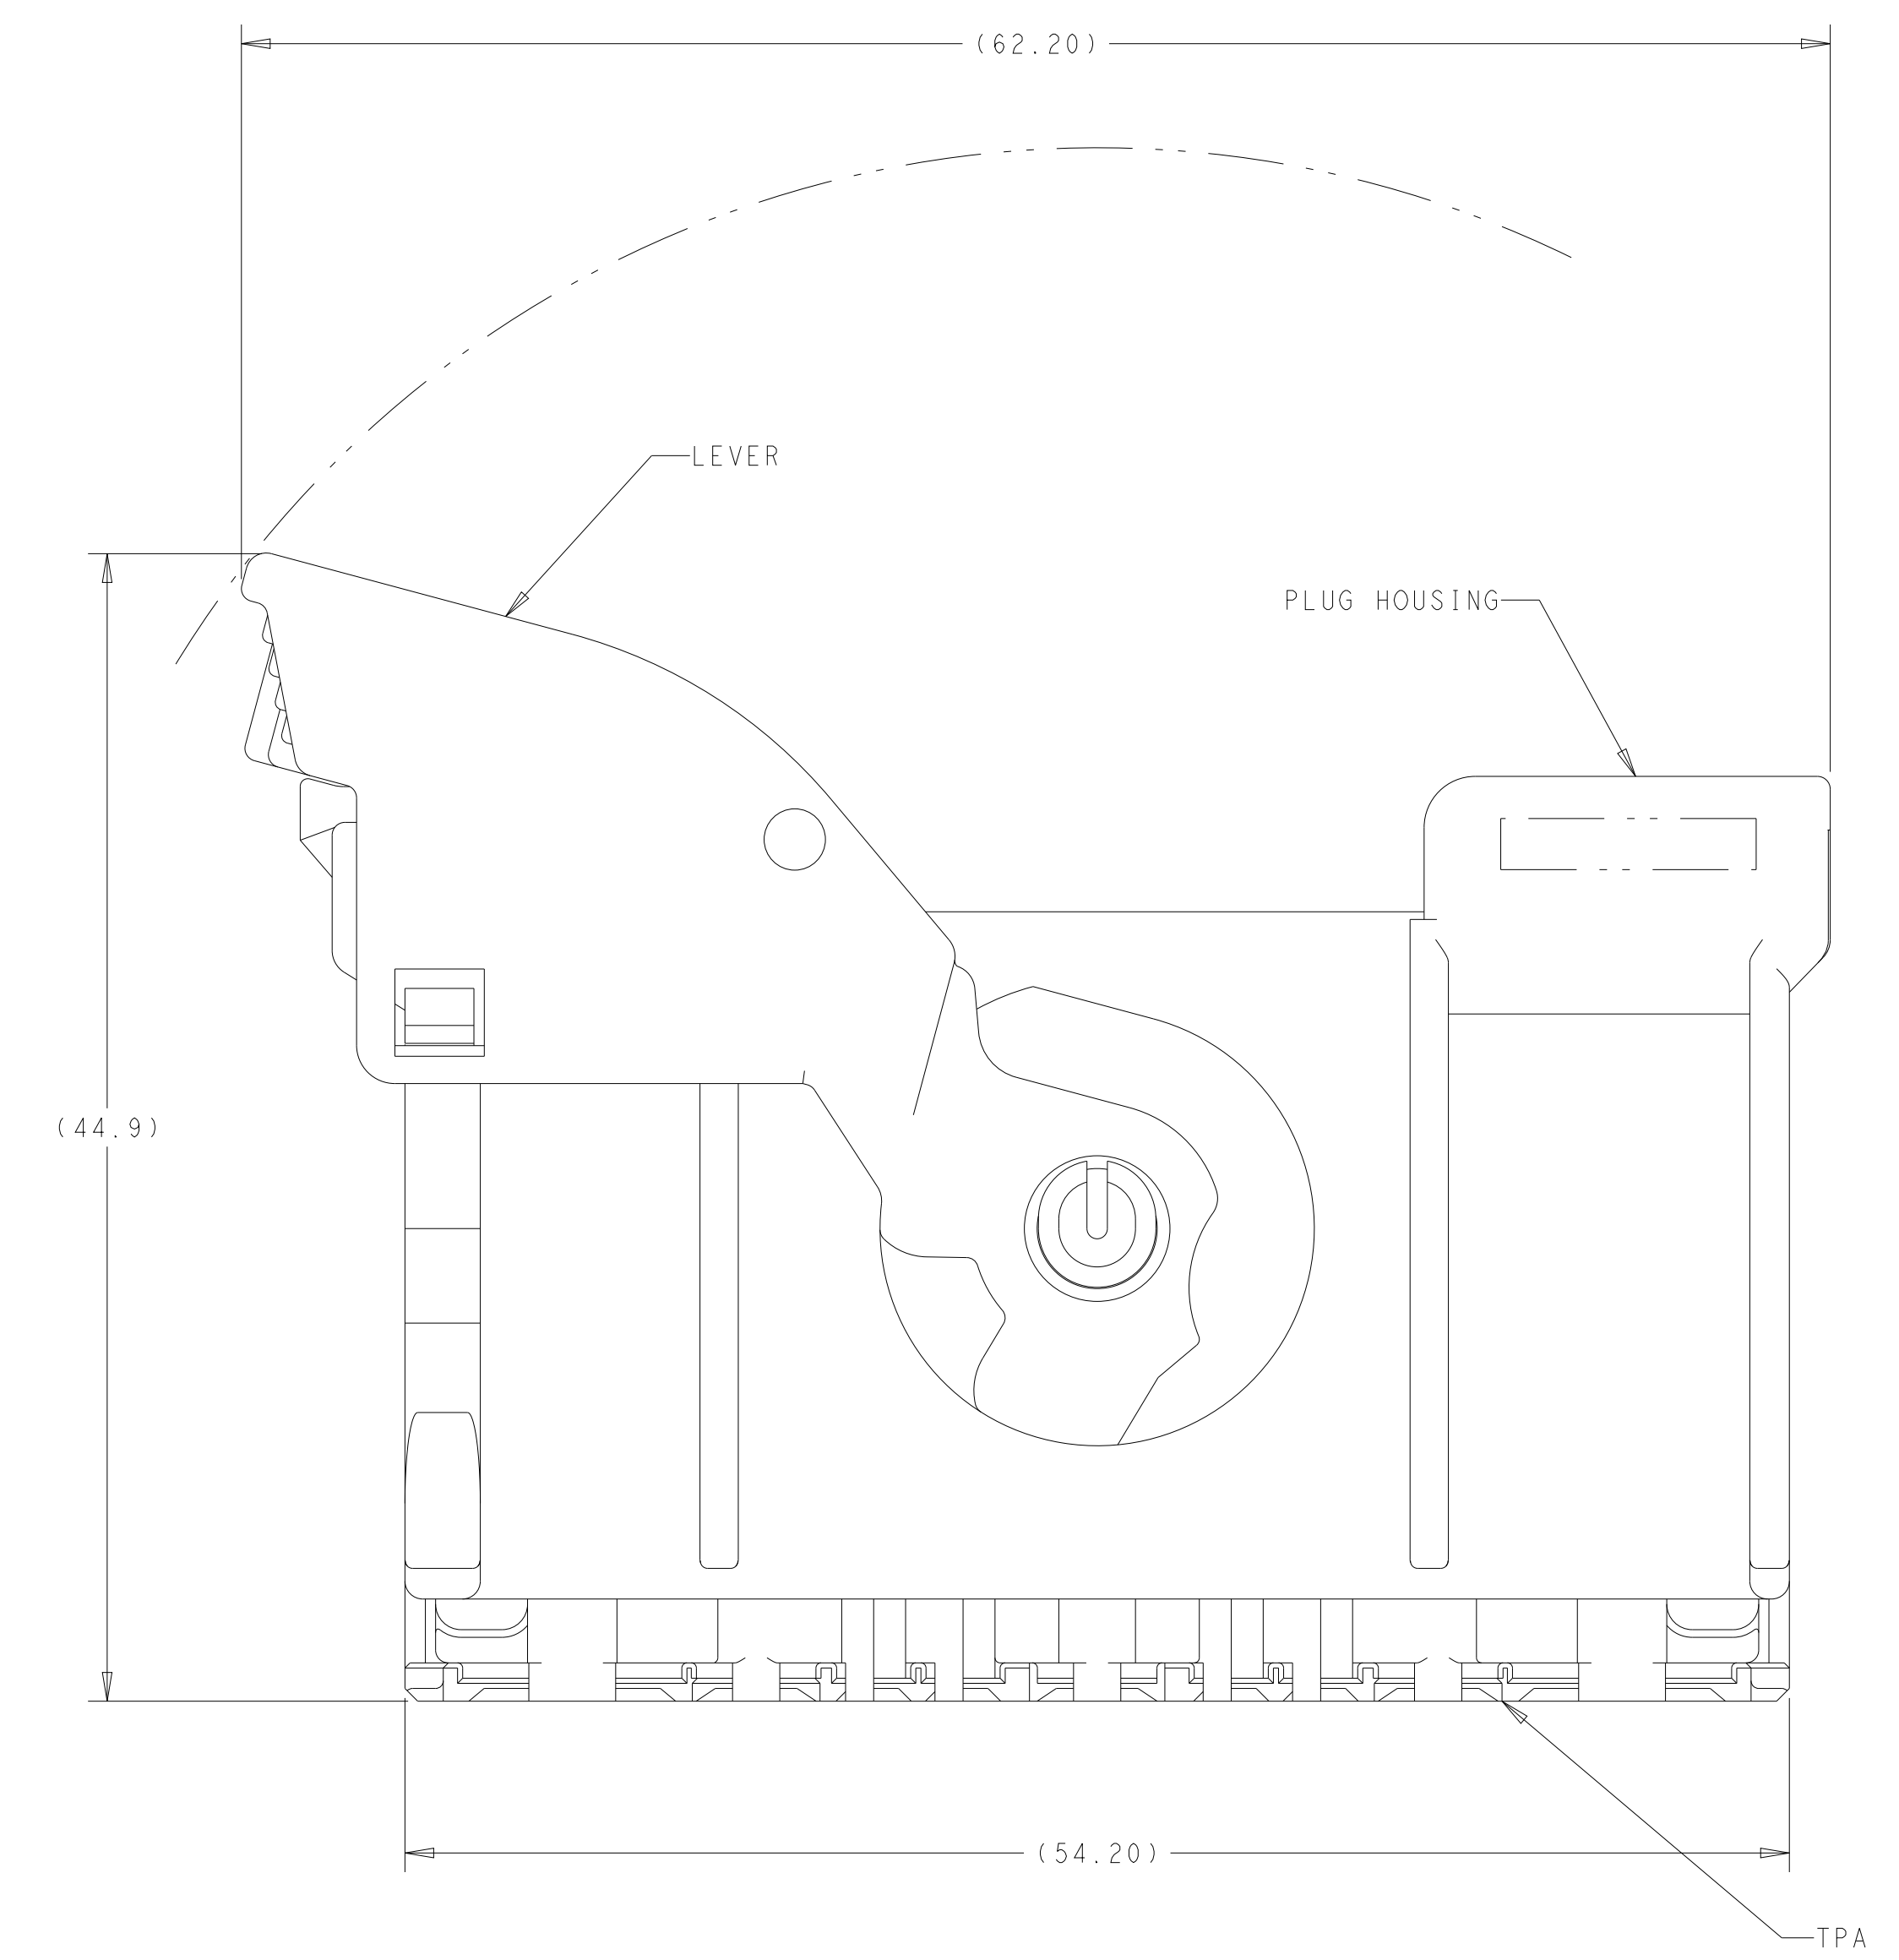 (62.20)
LEVER
PLUG HOUSING
(44.9)
(54.20)
TPA